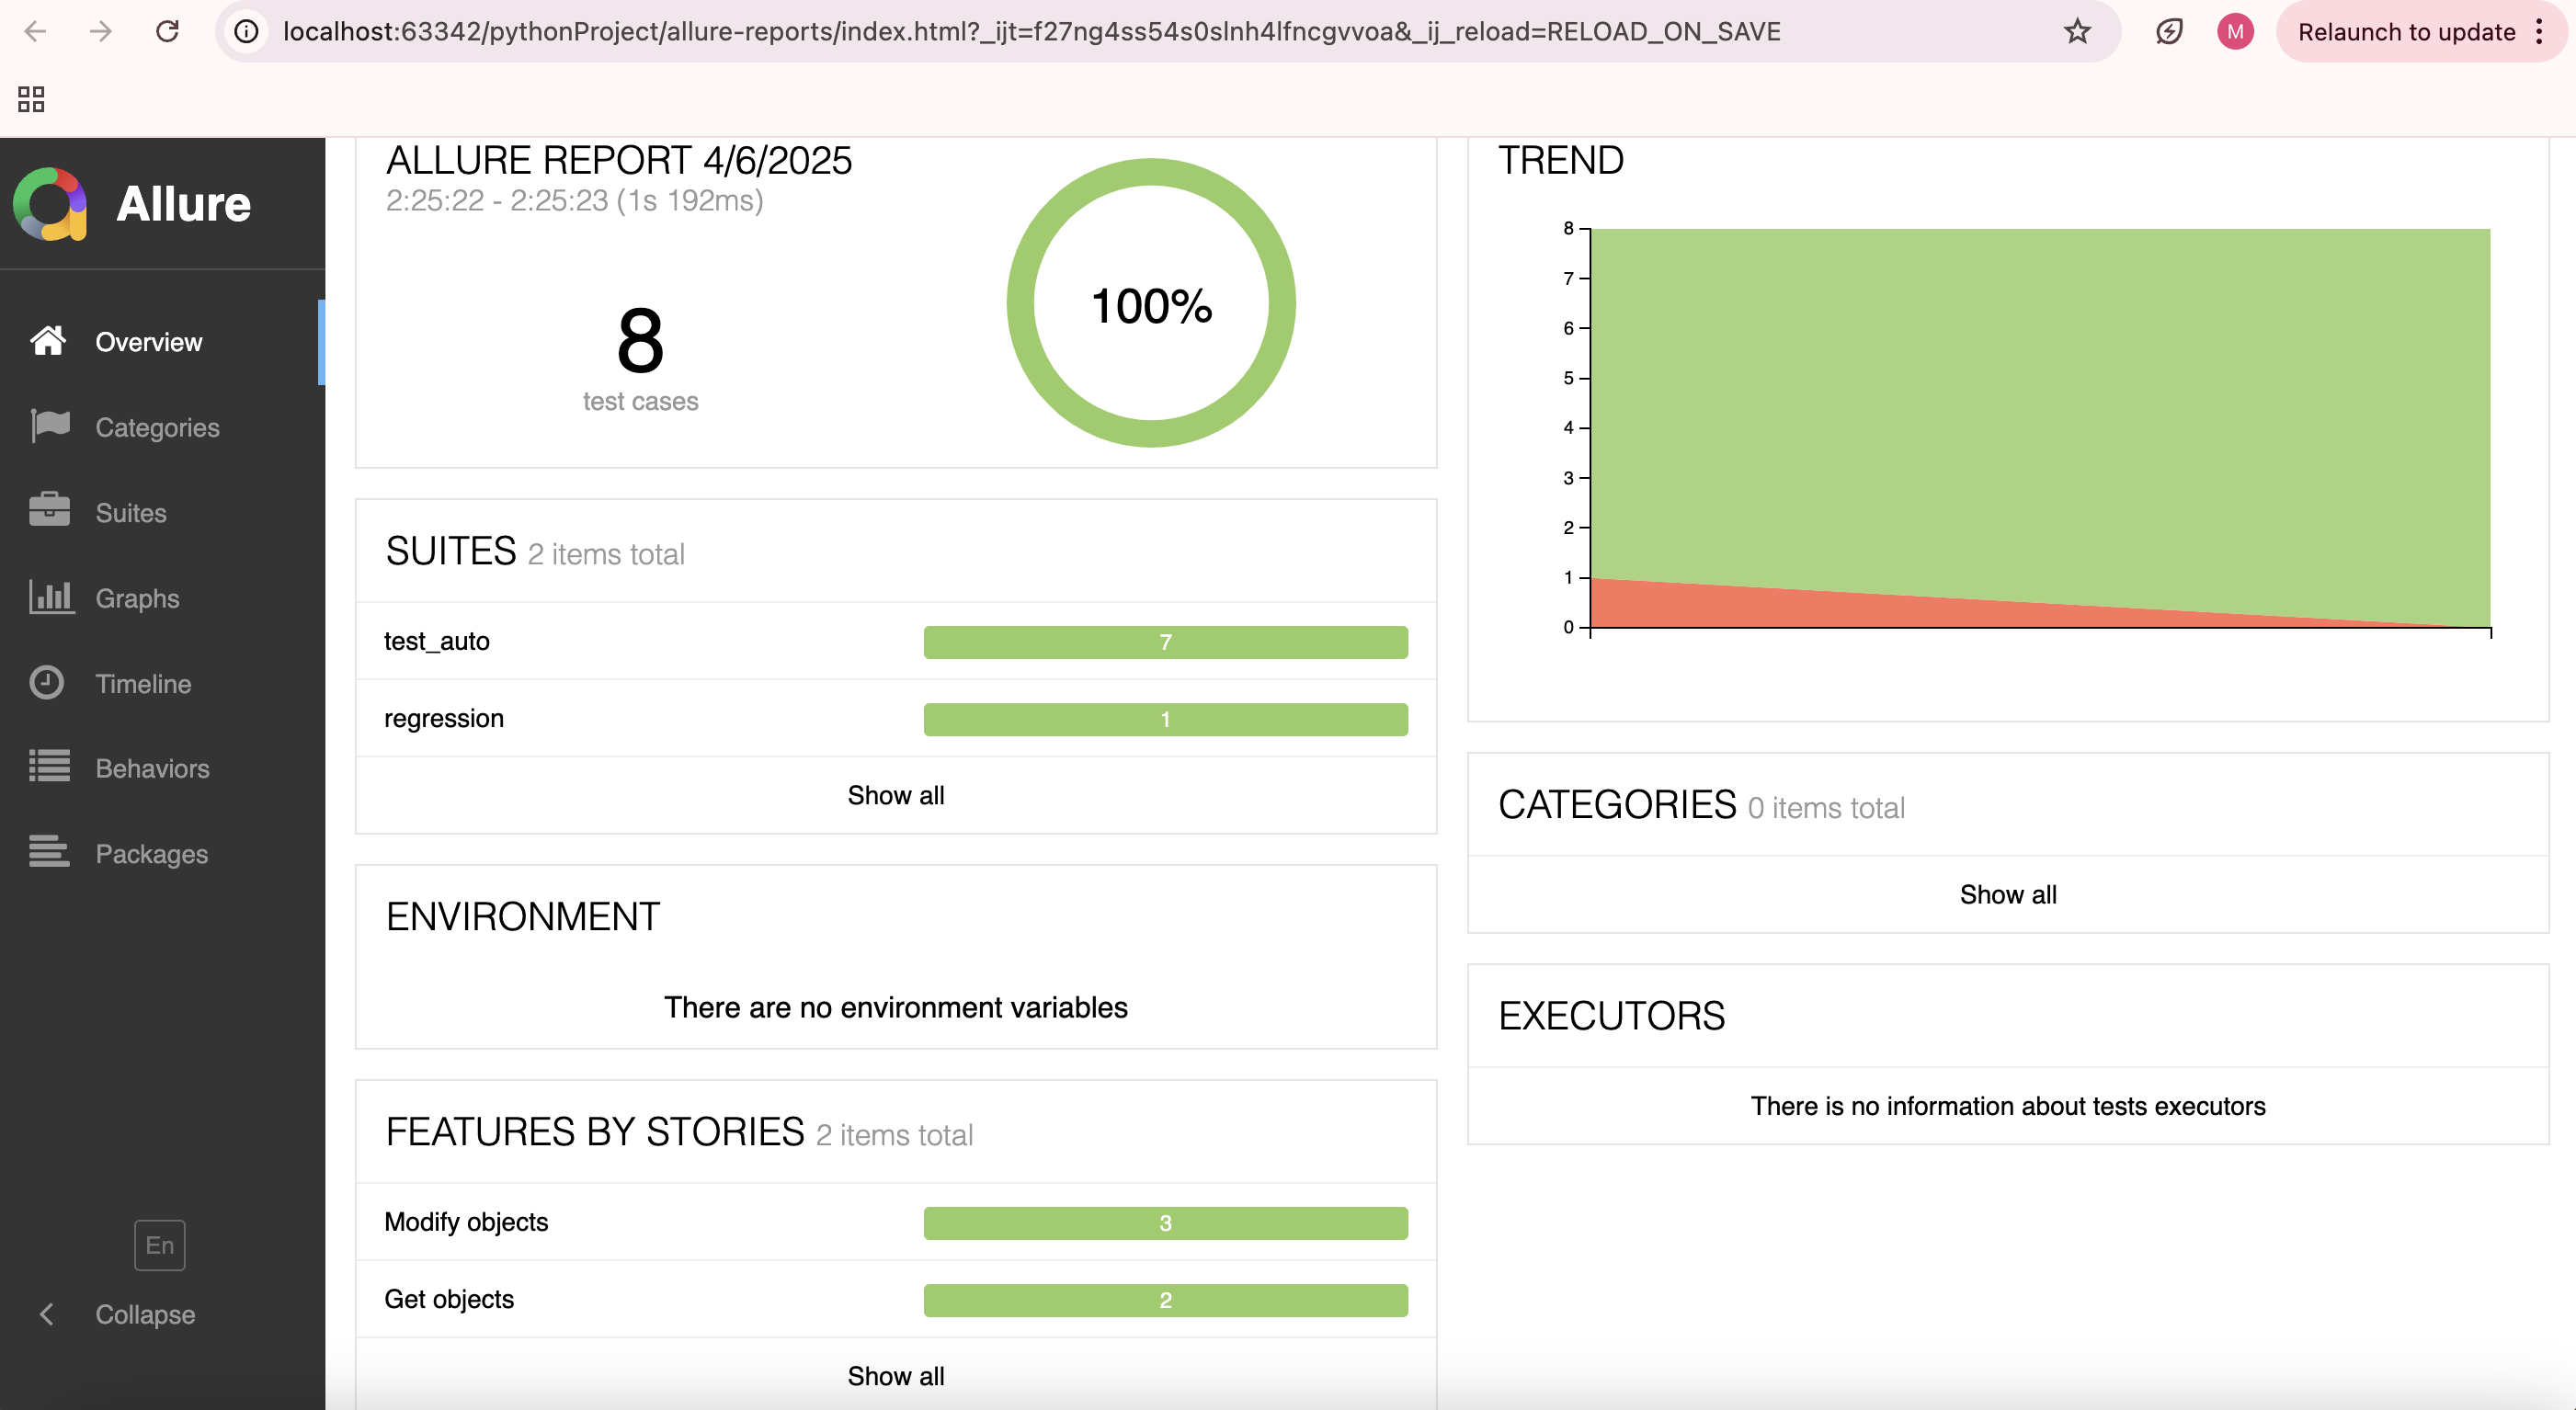 localhost:63342/pythonProject/allure-reports/index.html?_ijt=f27ng4ss54s0slnh4lfncgvvoa&_ij_reload=RELOAD_ON_SAVE
M
Relaunch to update
Allure
Overview
Categories
Suites
Graphs
Timeline
Behaviors
Packages
En
Collapse
ALLURE REPORT 4/6/2025
2:25:22 - 2:25:23 (1s 192ms)
8
test cases
100%
SUITES 2 items total
test_auto 7
regression 1
Show all
ENVIRONMENT
There are no environment variables
FEATURES BY STORIES 2 items total
Modify objects 3
Get objects 2
Show all
TREND
8
7
6
5
4
3
2
1
0
CATEGORIES 0 items total
Show all
EXECUTORS
There is no information about tests executors